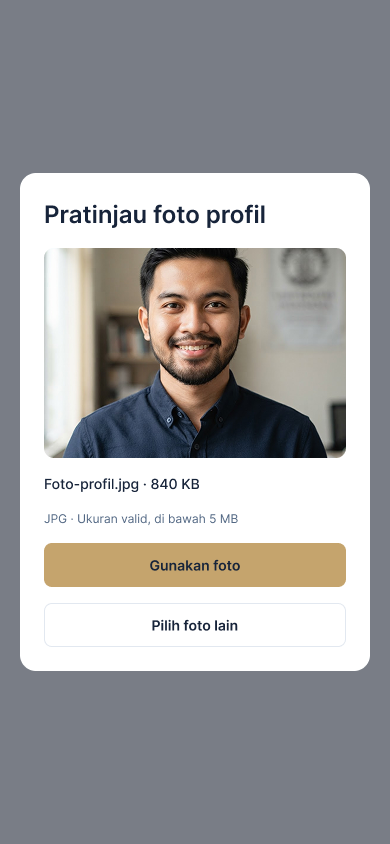 Pratinjau foto profil
Foto-profil.jpg · 840 KB
JPG · Ukuran valid, di bawah 5 MB
Gunakan foto
Pilih foto lain